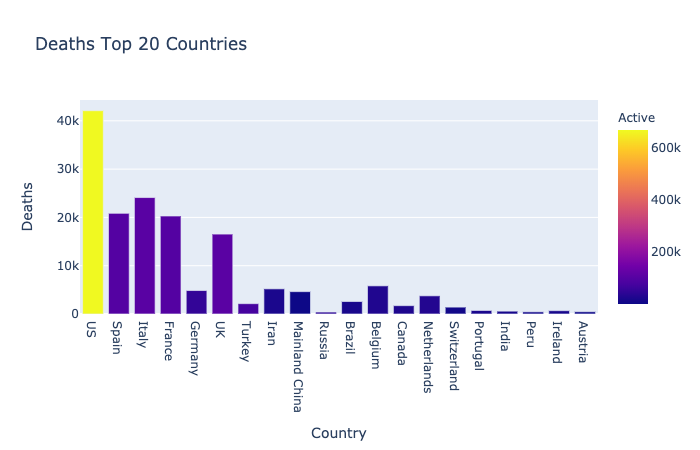 Deaths Top 20 Countries
Active
600k
400k
200k
Deaths
40k
30k
20k
10k
0
US
Spain
Italy
France
Germany
UK
Turkey
Iran
Mainland China
Russia
Brazil
Belgium
Canada
Netherlands
Switzerland
Portugal
India
Peru
Ireland
Austria
Country